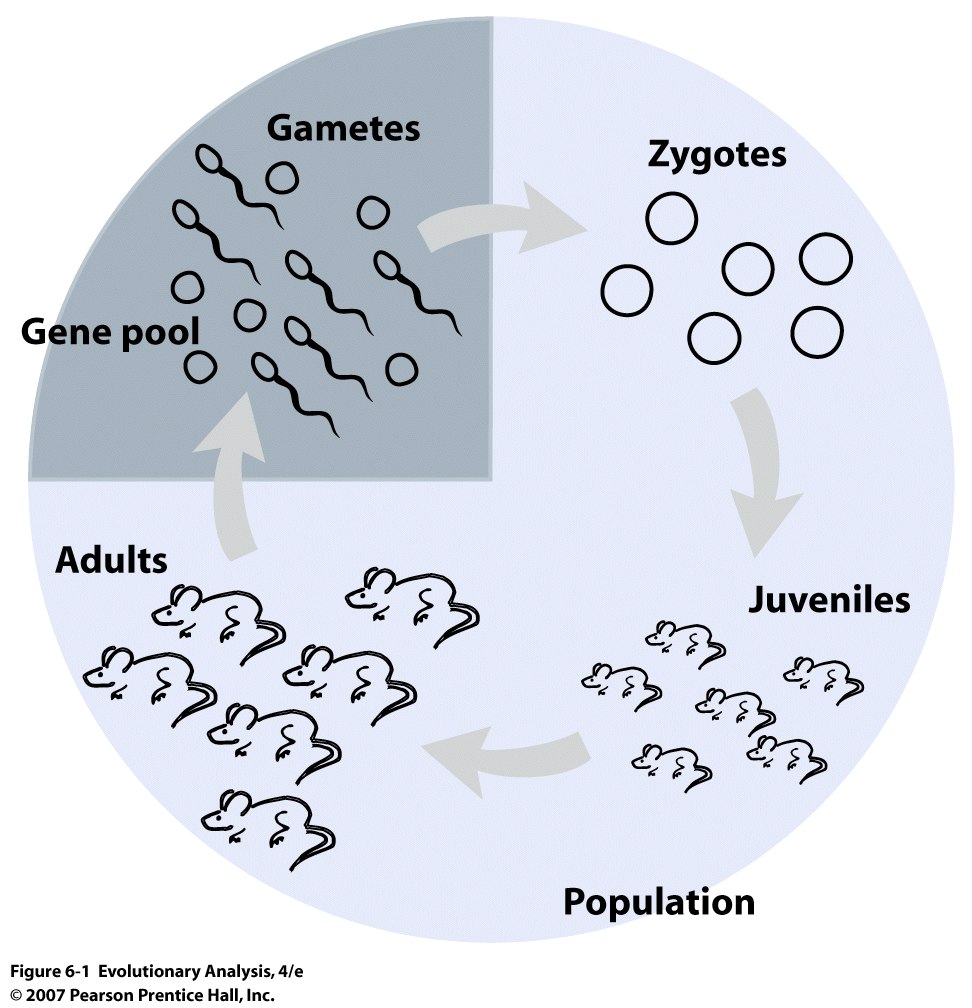 Gametes
Zygotes
Gene pool
Adults
Juveniles
Population
Figure 6-1 Evolutionary Analysis, 4/e
© 2007 Pearson Prentice Hall, Inc.